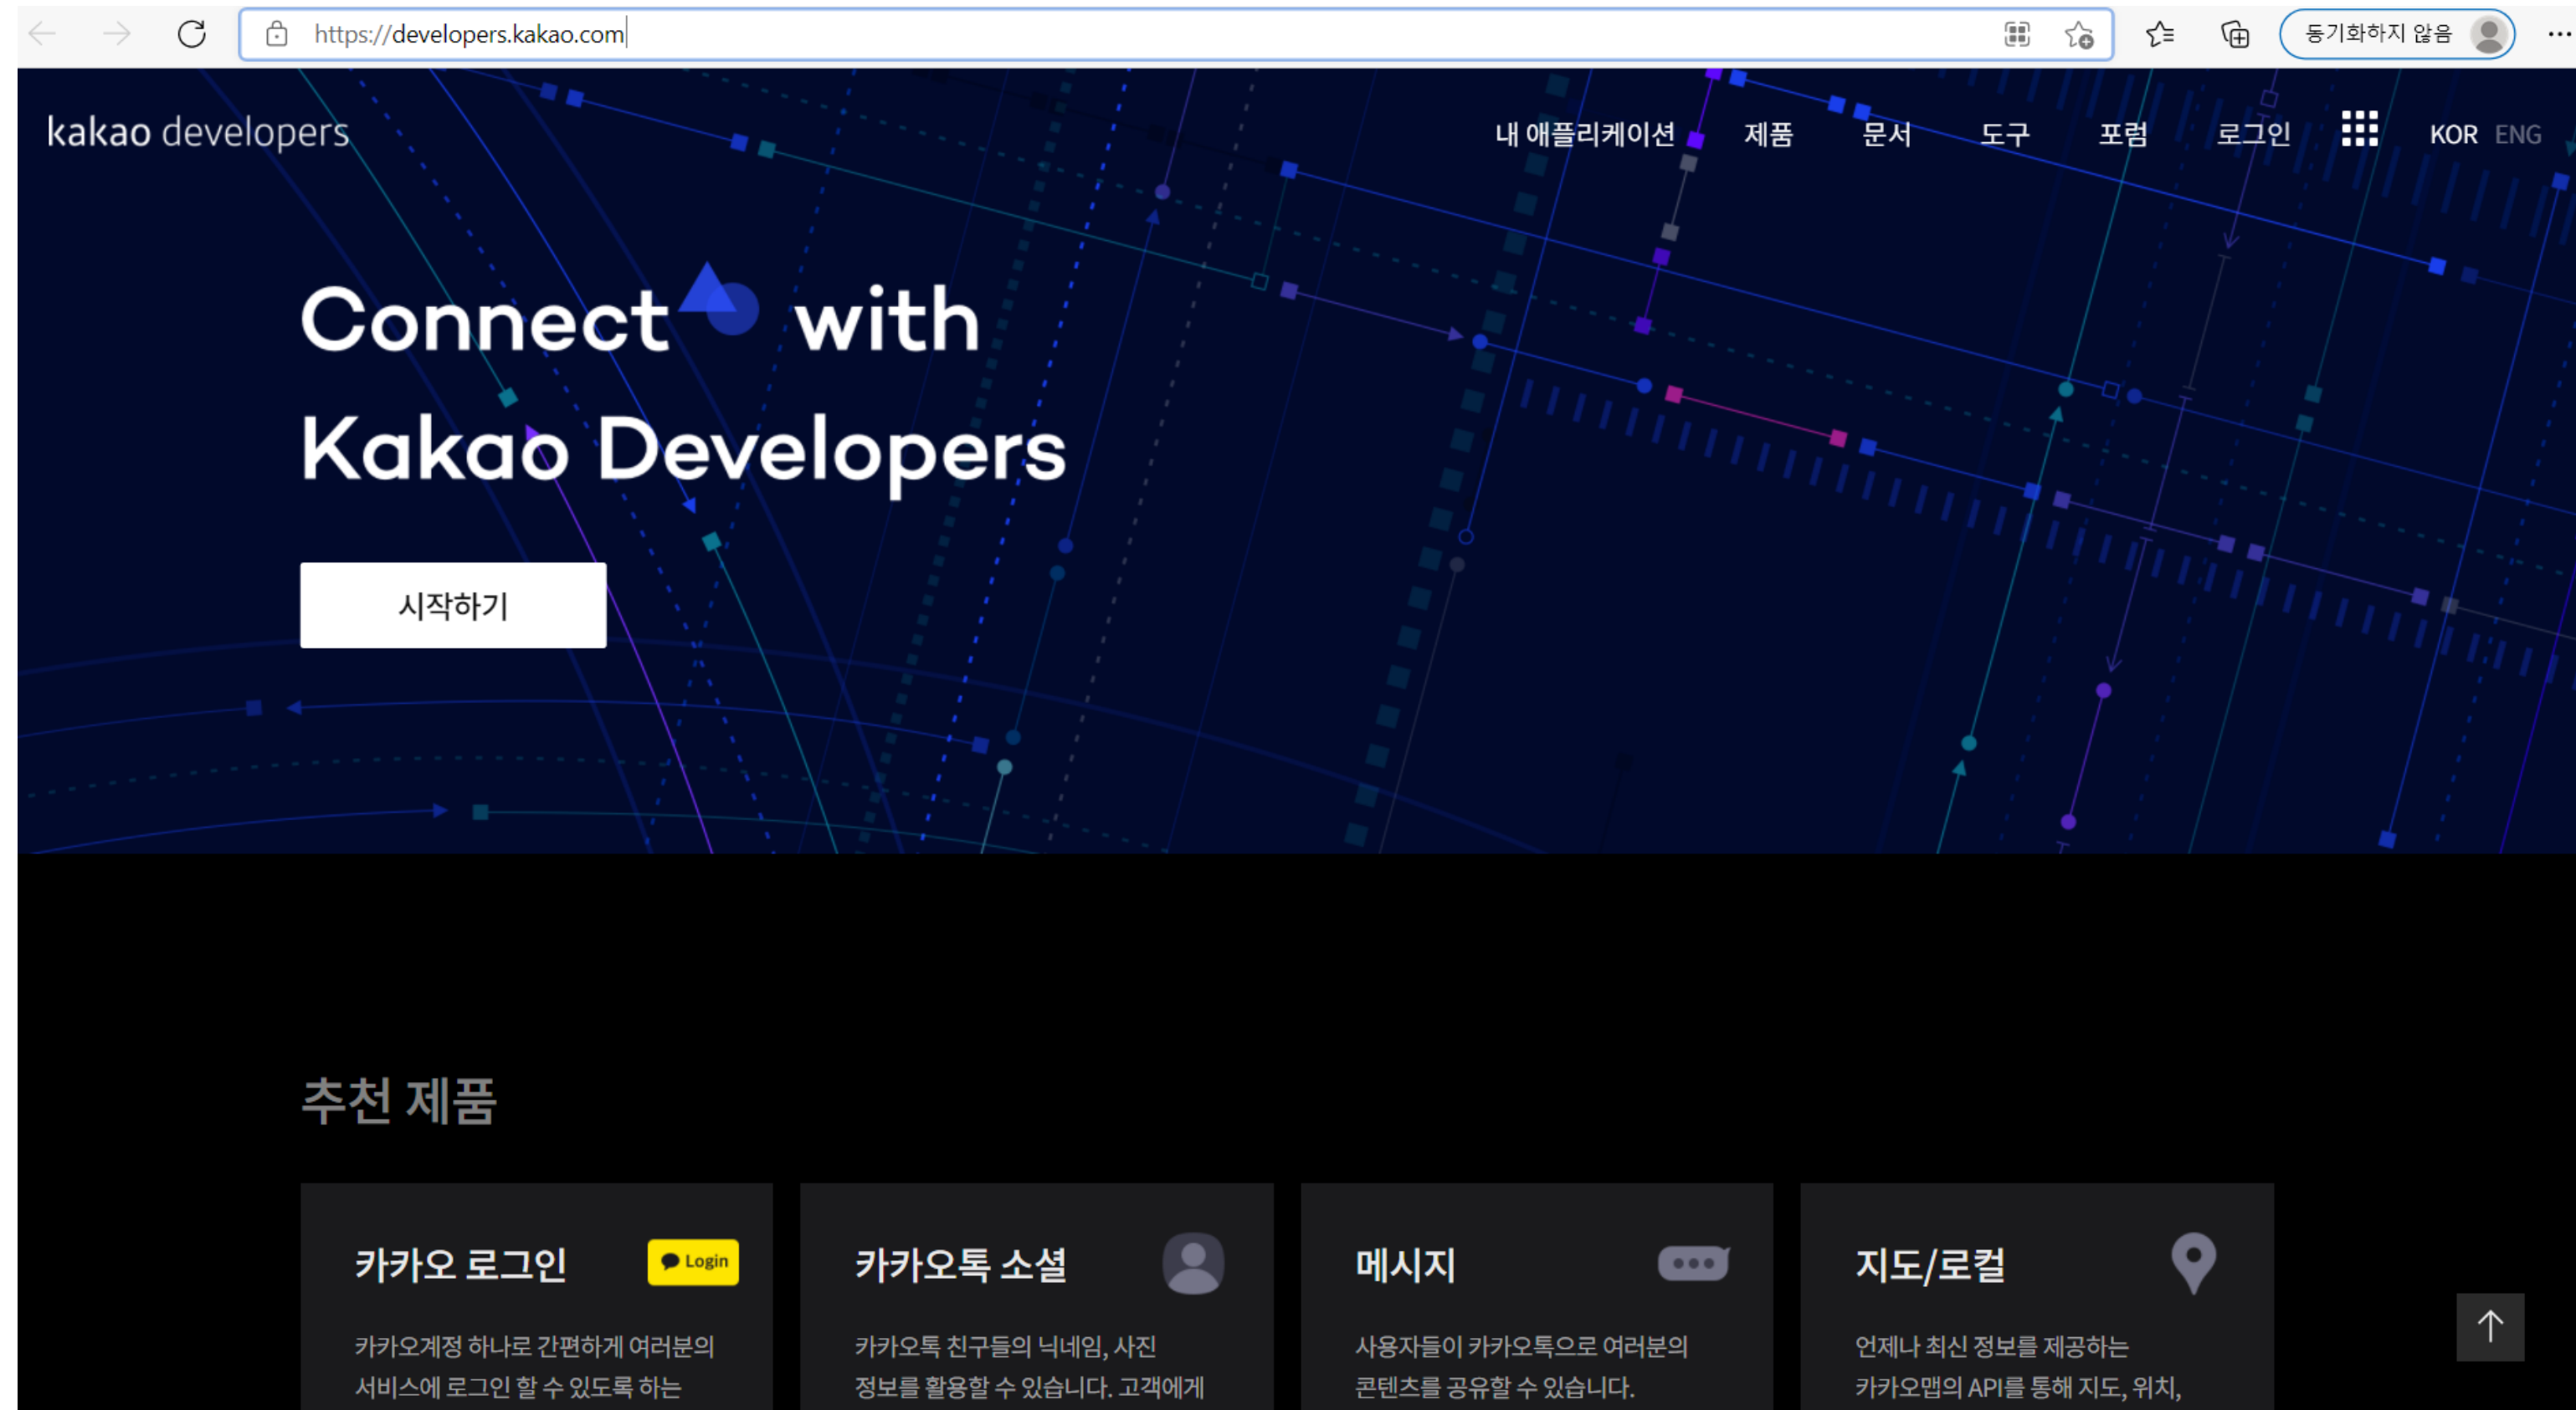 https://developers.kakao.com
동기화하지 않음
kakao developers
내 애플리케이션 제품 문서 도구 포럼 로그인 KOR ENG
Connect with
Kakao Developers
시작하기
추천 제품
카카오 로그인
Login
카카오계정 하나로 간편하게 여러분의
서비스에 로그인 할 수 있도록 하는
카카오톡 소셜
카카오톡 친구들의 닉네임, 사진
정보를 활용할 수 있습니다. 고객에게
메시지
사용자들이 카카오톡으로 여러분의
콘텐츠를 공유할 수 있습니다.
지도/로컬
언제나 최신 정보를 제공하는
카카오맵의 API를 통해 지도, 위치,